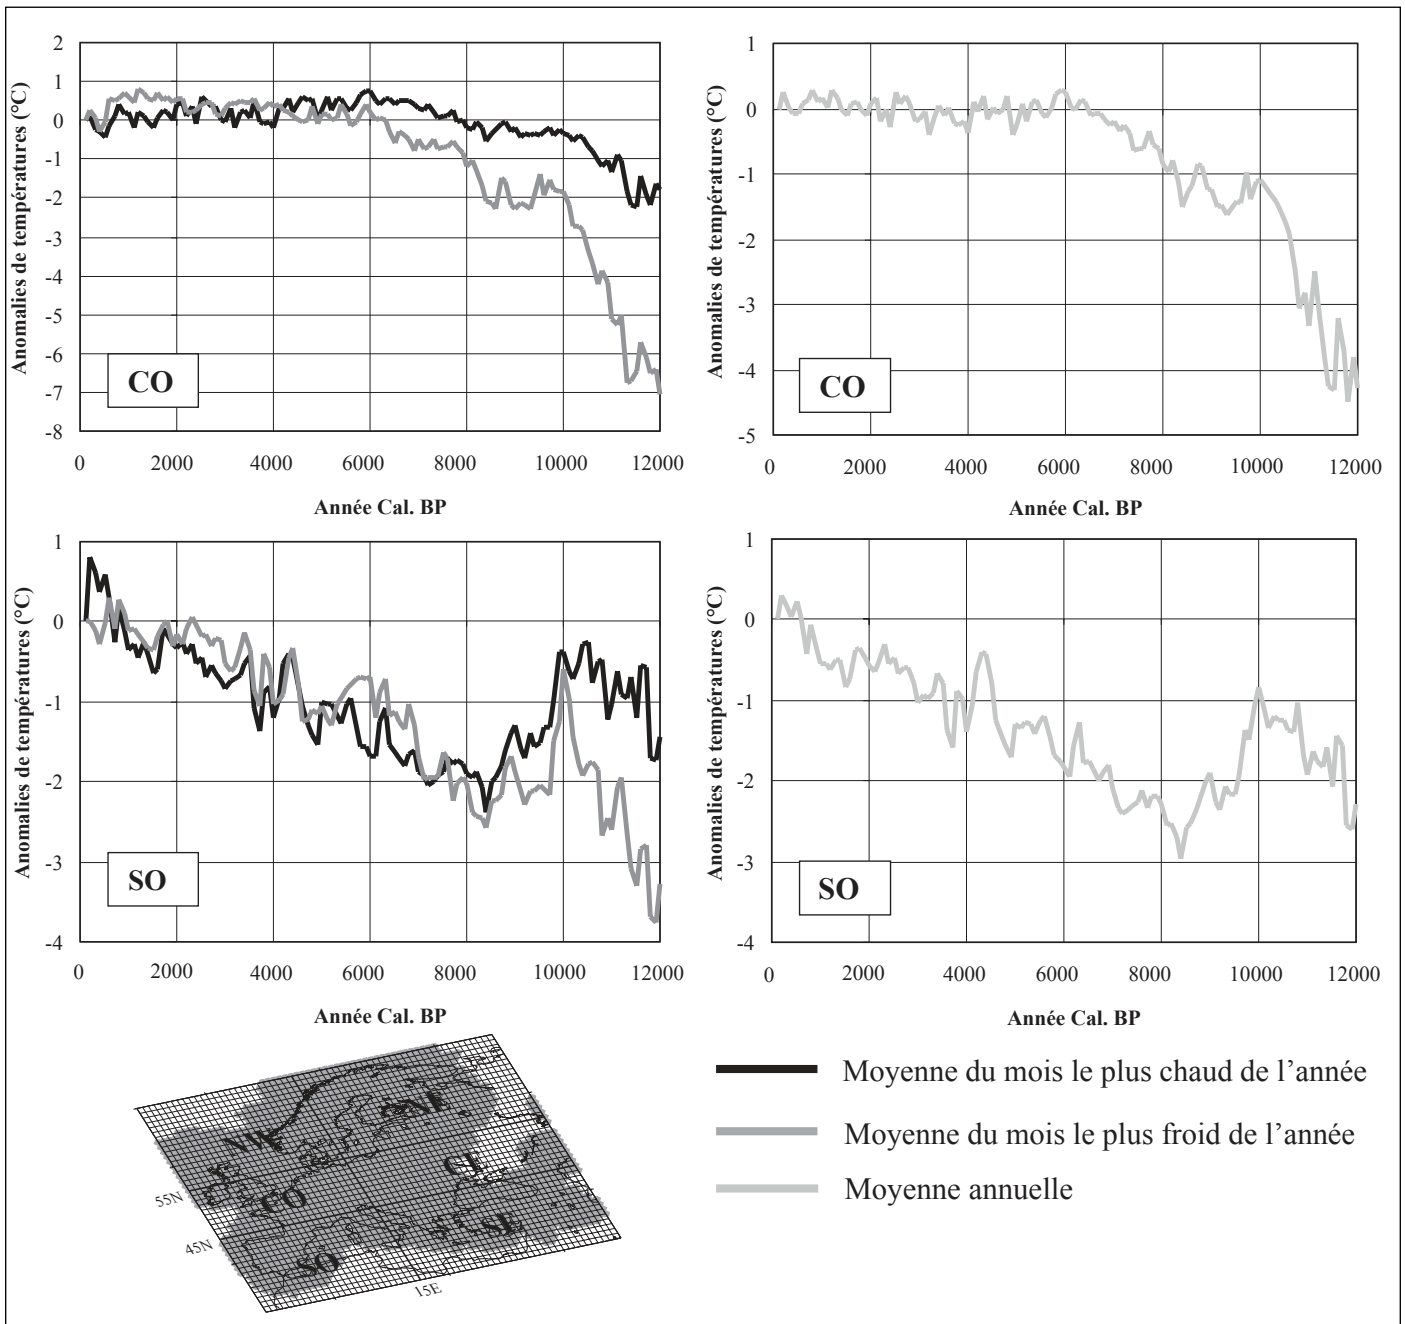 Anomalies de températures (°C)
2
1
0
-1
-2
-3
-4
-5
-6
-7
-8
CO
0 2000 4000 6000 8000 10000 12000
Année Cal. BP
Anomalies de températures (°C)
1
0
-1
-2
-3
-4
-5
CO
0 2000 4000 6000 8000 10000 12000
Année Cal. BP
Anomalies de températures (°C)
1
0
-1
-2
-3
-4
SO
0 2000 4000 6000 8000 10000 12000
Année Cal. BP
Anomalies de températures (°C)
1
0
-1
-2
-3
-4
SO
0 2000 4000 6000 8000 10000 12000
Année Cal. BP
NW
NE
CE
CO
SE
SO
55N
45N
15E
Moyenne du mois le plus chaud de l’année
Moyenne du mois le plus froid de l’année
Moyenne annuelle